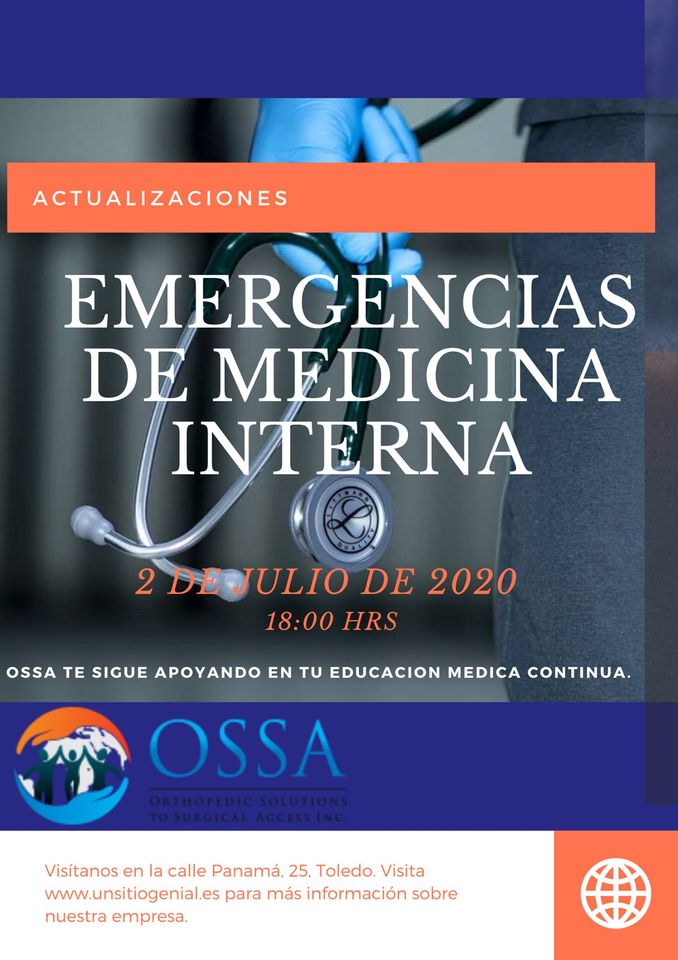 ACTUALIZACIONES
EMERGENCIAS
DE MEDICINA
INTERNA
LITTMANN
QUALITY
2 DE JULIO DE 2020
18:00 HRS
OSSA TE SIGUE APOYANDO EN TU EDUCACION MEDICA CONTINUA.
OSSA
ORTHOPEDIC SOLUTIONS
TO SURGICAL ACCESS INC.
Visítanos en la calle Panamá, 25, Toledo. Visita
www.unsitiogenial.es para más información sobre
nuestra empresa.